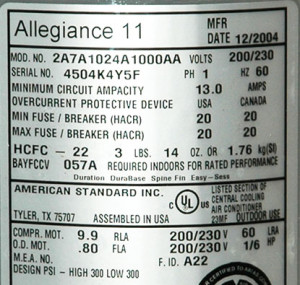 Allegiance 11
MFR
DATE 12/2004
MOD. NO. 2A7A1024A1000AA VOLTS 200/230
SERIAL NO. 4504K4Y5F PH 1 HZ 60
MINIMUM CIRCUIT AMPACITY 13.0 AMPS
OVERCURRENT PROTECTIVE DEVICE USA CANADA
MIN FUSE / BREAKER (HACR) 20 20
MAX FUSE / BREAKER (HACR) 20 20
HCFC - 22 3 LBS. 14 OZ. OR 1.76 kg(SI)
BAYFCCV 057A REQUIRED INDOORS FOR RATED PERFORMANCE
Duration DuraBase Spine Fin Easy-Sess
AMERICAN STANDARD INC.
TYLER, TX 75707
C UL US
LISTED SECTION OF
CENTRAL COOLING
AIR CONDITIONER
23MF OUTDOOR USE
COMPR. MOT. 9.9 RLA 200/230 V 60 LRA
O.D. MOT. .80 FLA 200/230 V 1/6 HP
M.E.A. NO. F. ID. A22
DESIGN PSI - HIGH 300 LOW 300